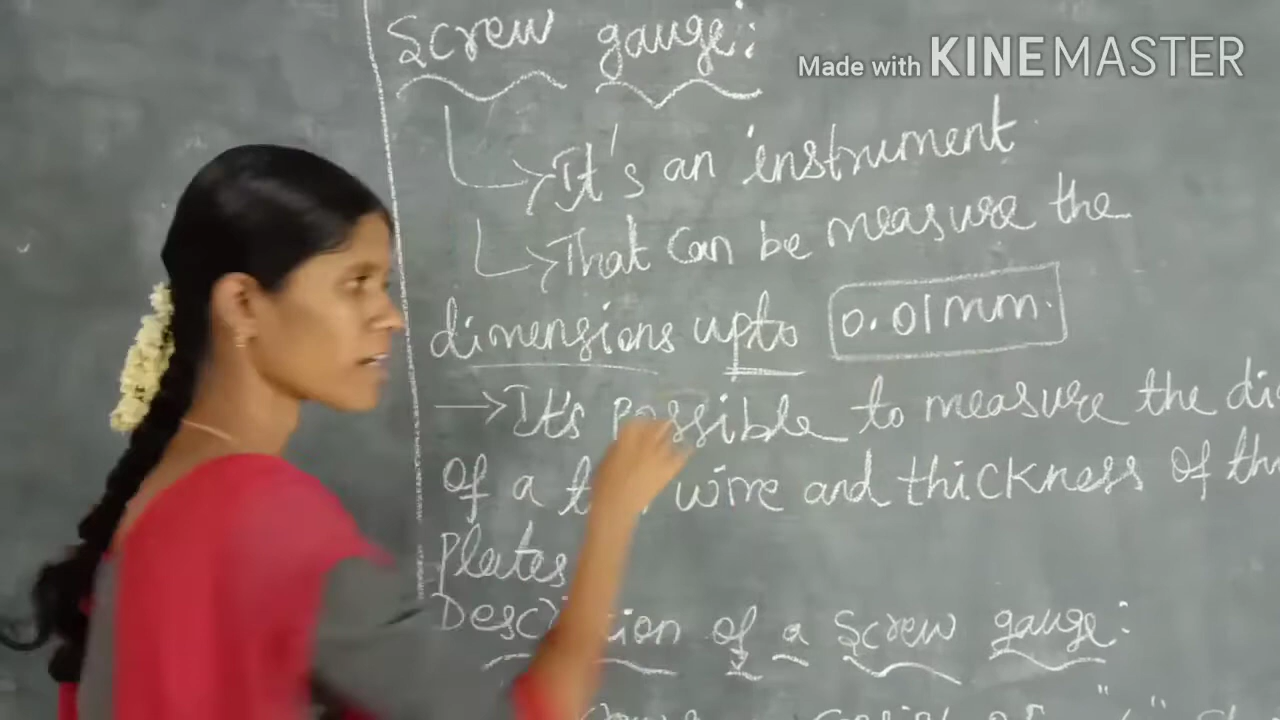 Screw gauge:
Made with KINEMASTER
It's an instrument
That can be measure the
dimensions upto 0.01mm.
→ It's possible to measure the
of a wire and thickness of
plates
of a screw gauge: